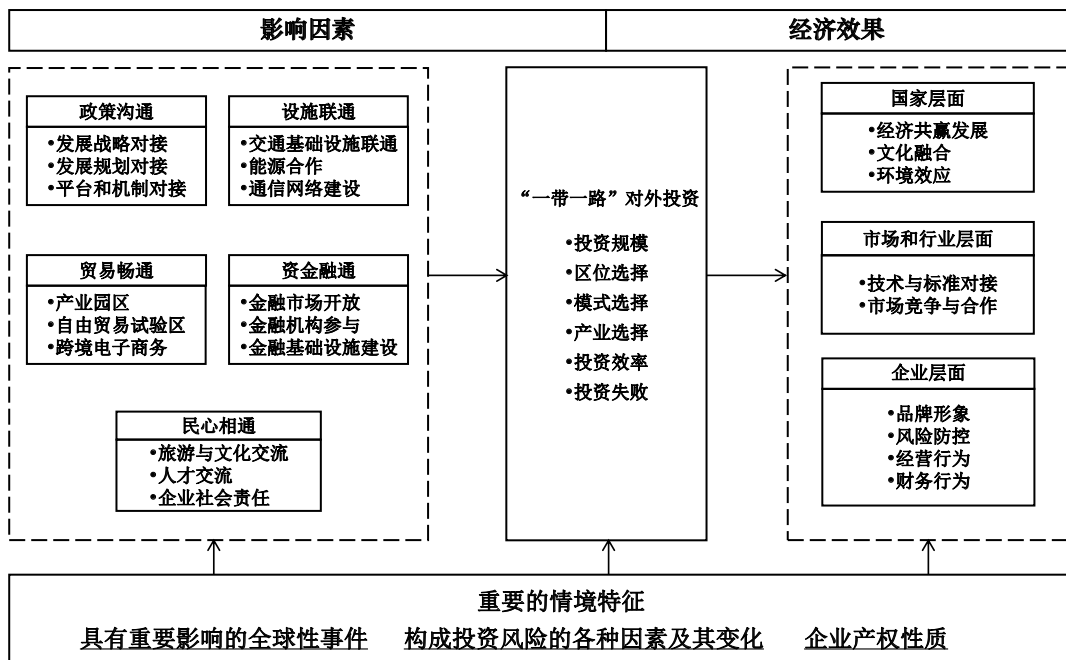 影响因素
经济效果
政策沟通
•发展战略对接
•发展规划对接
•平台和机制对接
设施联通
•交通基础设施联通
•能源合作
•通信网络建设
贸易畅通
•产业园区
•自由贸易试验区
•跨境电子商务
资金融通
•金融市场开放
•金融机构参与
•金融基础设施建设
民心相通
•旅游与文化交流
•人才交流
•企业社会责任
“一带一路”对外投资
•投资规模
•区位选择
•模式选择
•产业选择
•投资效率
•投资失败
国家层面
•经济共赢发展
•文化融合
•环境效应
市场和行业层面
•技术与标准对接
•市场竞争与合作
企业层面
•品牌形象
•风险防控
•经营行为
•财务行为
重要的情境特征
具有重要影响的全球性事件 构成投资风险的各种因素及其变化 企业产权性质